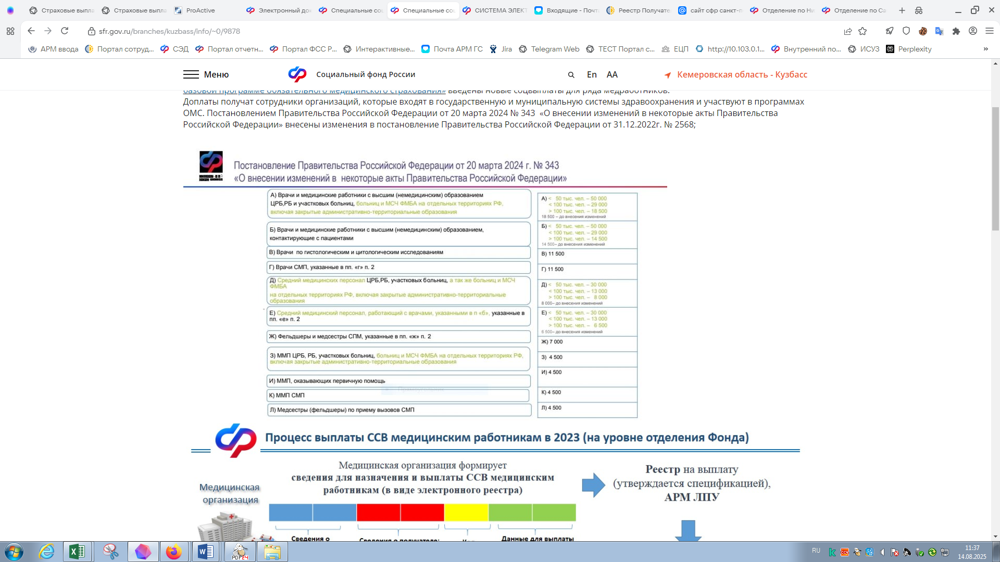 Страховые выпла
Страховые выпла
ProActive
Электронный док
Специальные соц
Специальные соц
СИСТЕМА ЭЛЕКТ
Входящие - Почта
Реестр Получате
сайт сфр санкт-п
Отделение по Ни
Отделение по Са
sfr.gov.ru/branches/kuzbass/info/~0/9878
АРМ ввода
Портал сотруд...
СЭД
Портал отчетн...
Портал ФСС Р...
Интерактивные...
Почта АРМ ГС
Jira
Telegram Web
ТЕСТ Портал с...
ЕЦП
http://10.103.0.1...
Внутренний по...
ИСУЗ
Perplexity
»
Меню
Социальный фонд России
En
AA
Кемеровская область - Кузбасс
базовой программе обязательного медицинского страхования» введены новые соцвыплаты для ряда медработников.
Доплаты получат сотрудники организаций, которые входят в государственную и муниципальную системы здравоохранения и участвуют в программах
ОМС. Постановлением Правительства Российской Федерации от 20 марта 2024 № 343 «О внесении изменений в некоторые акты Правительства
Российской Федерации» внесены изменения в постановление Правительства Российской Федерации от 31.12.2022г. № 2568;
Постановление Правительства Российской Федерации от 20 марта 2024 г. № 343
«О внесении изменений в некоторые акты Правительства Российской Федерации»
А) Врачи и медицинские работники с высшим (немедицинским) образованием
ЦРБ,РБ и участковых больниц, больниц и МСЧ ФМБА на отдельных территориях РФ,
включая закрытые административно-территориальные образования
А) < 50 тыс. чел. – 50 000
< 100 тыс. чел. – 29 000
> 100 тыс. чел. – 18 500
18 500 – до внесения изменений
Б) Врачи и медицинские работники с высшим (немедицинским) образованием,
контактирующие с пациентами
Б) < 50 тыс. чел. – 50 000
< 100 тыс. чел. – 29 000
> 100 тыс. чел. – 14 500
14 500– до внесения изменений
В) Врачи по гистологическим и цитологическим исследованиям
В) 11 500
Г) Врачи СМП, указанные в пп. «г» п. 2
Г) 11 500
Д) Средний медицинских персонал ЦРБ,РБ, участковых больниц, а так же больниц и МСЧ
ФМБА
на отдельных территориях РФ, включая закрытые административно-территориальные
образования
Д) < 50 тыс. чел. – 30 000
< 100 тыс. чел. – 13 000
> 100 тыс. чел. – 8 000
8 000– до внесения изменений
Е) Средний медицинский персонал, работающий с врачами, указанными в п «б», указанные в
пп. «е» п. 2
Е) < 50 тыс. чел. – 30 000
< 100 тыс. чел. – 13 000
> 100 тыс. чел. – 6 500
6 500– до внесения изменений
Ж) Фельдшеры и медсестры СПМ, указанные в пп. «ж» п. 2
Ж) 7 000
З) ММП ЦРБ, РБ, участковых больниц, больниц и МСЧ ФМБА на отдельных территориях РФ,
включая закрытые административно-территориальные образования
З) 4 500
И) ММП, оказывающих первичную помощь
И) 4 500
Прямоугольник
К) ММП СМП
К) 4 500
Л) Медсестры (фельдшеры) по приему вызовов СМП
Л) 4 500
Процесс выплаты ССВ медицинским работникам в 2023 (на уровне отделения Фонда)
Медицинская организация формирует
сведения для назначения и выплаты ССВ медицинским
работникам (в виде электронного реестра)
Реестр на выплату
(утверждается спецификацией),
АРМ ЛПУ
Медицинская
организация
Сведения о
Сведения о получателе:
Данные для выплаты
PDF24
RU
11:37
14.08.2025